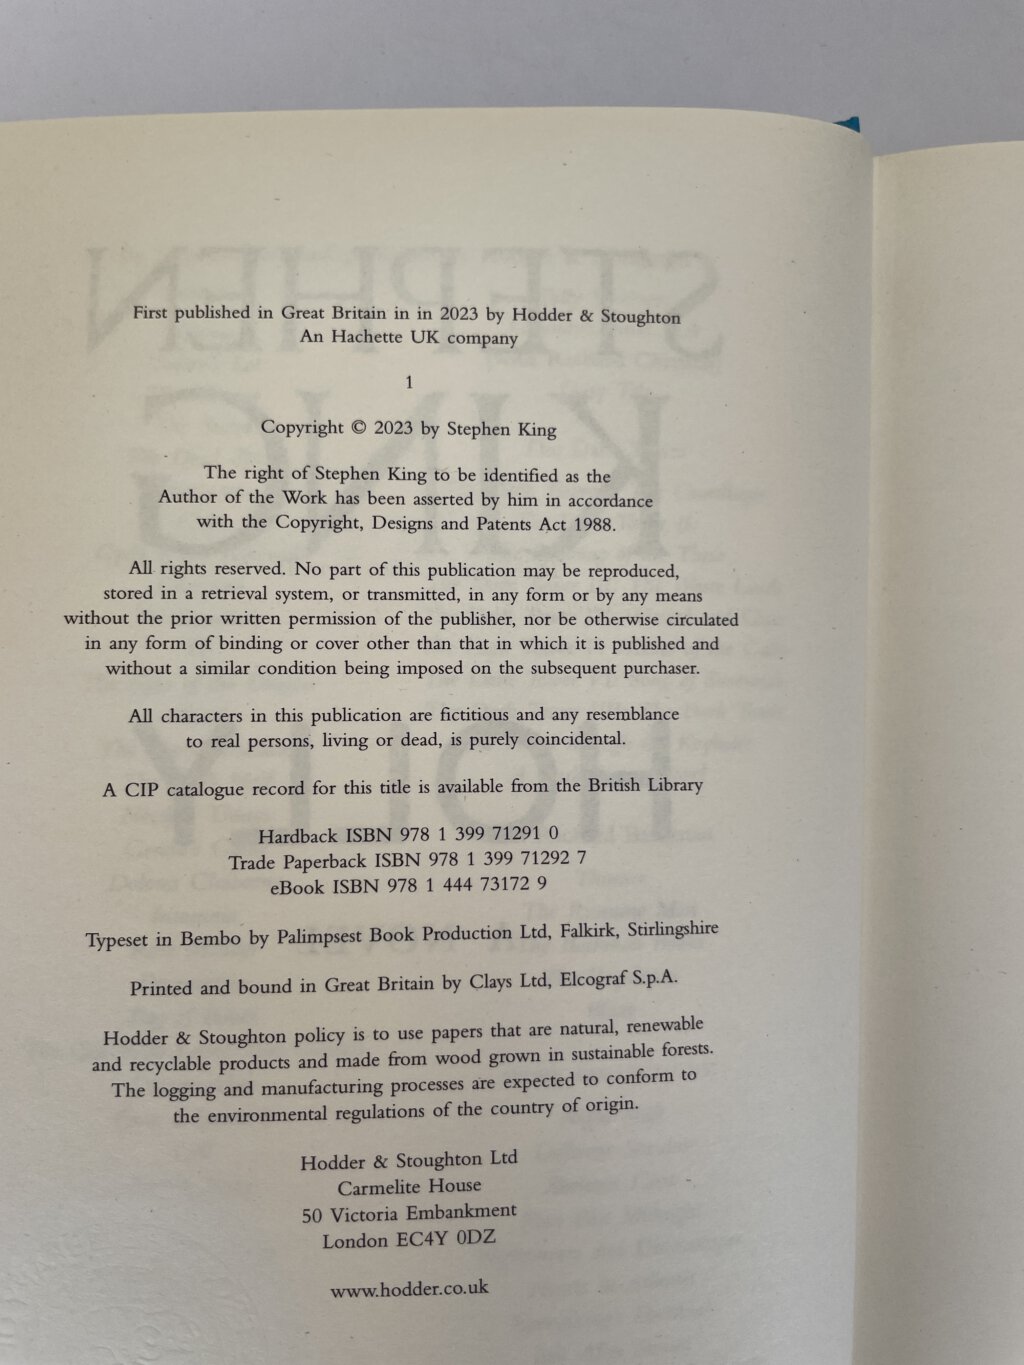 First published in Great Britain in in 2023 by Hodder & Stoughton
An Hachette UK company
1
Copyright © 2023 by Stephen King
The right of Stephen King to be identified as the
Author of the Work has been asserted by him in accordance
with the Copyright, Designs and Patents Act 1988.
All rights reserved. No part of this publication may be reproduced,
stored in a retrieval system, or transmitted, in any form or by any means
without the prior written permission of the publisher, nor be otherwise circulated
in any form of binding or cover other than that in which it is published and
without a similar condition being imposed on the subsequent purchaser.
All characters in this publication are fictitious and any resemblance
to real persons, living or dead, is purely coincidental.
A CIP catalogue record for this title is available from the British Library
Hardback ISBN 978 1 399 71291 0
Trade Paperback ISBN 978 1 399 71292 7
eBook ISBN 978 1 444 73172 9
Typeset in Bembo by Palimpsest Book Production Ltd, Falkirk, Stirlingshire
Printed and bound in Great Britain by Clays Ltd, Elcograf S.p.A.
Hodder & Stoughton policy is to use papers that are natural, renewable
and recyclable products and made from wood grown in sustainable forests.
The logging and manufacturing processes are expected to conform to
the environmental regulations of the country of origin.
Hodder & Stoughton Ltd
Carmelite House
50 Victoria Embankment
London EC4Y 0DZ
www.hodder.co.uk
STEPHEN
KING
HOLLY